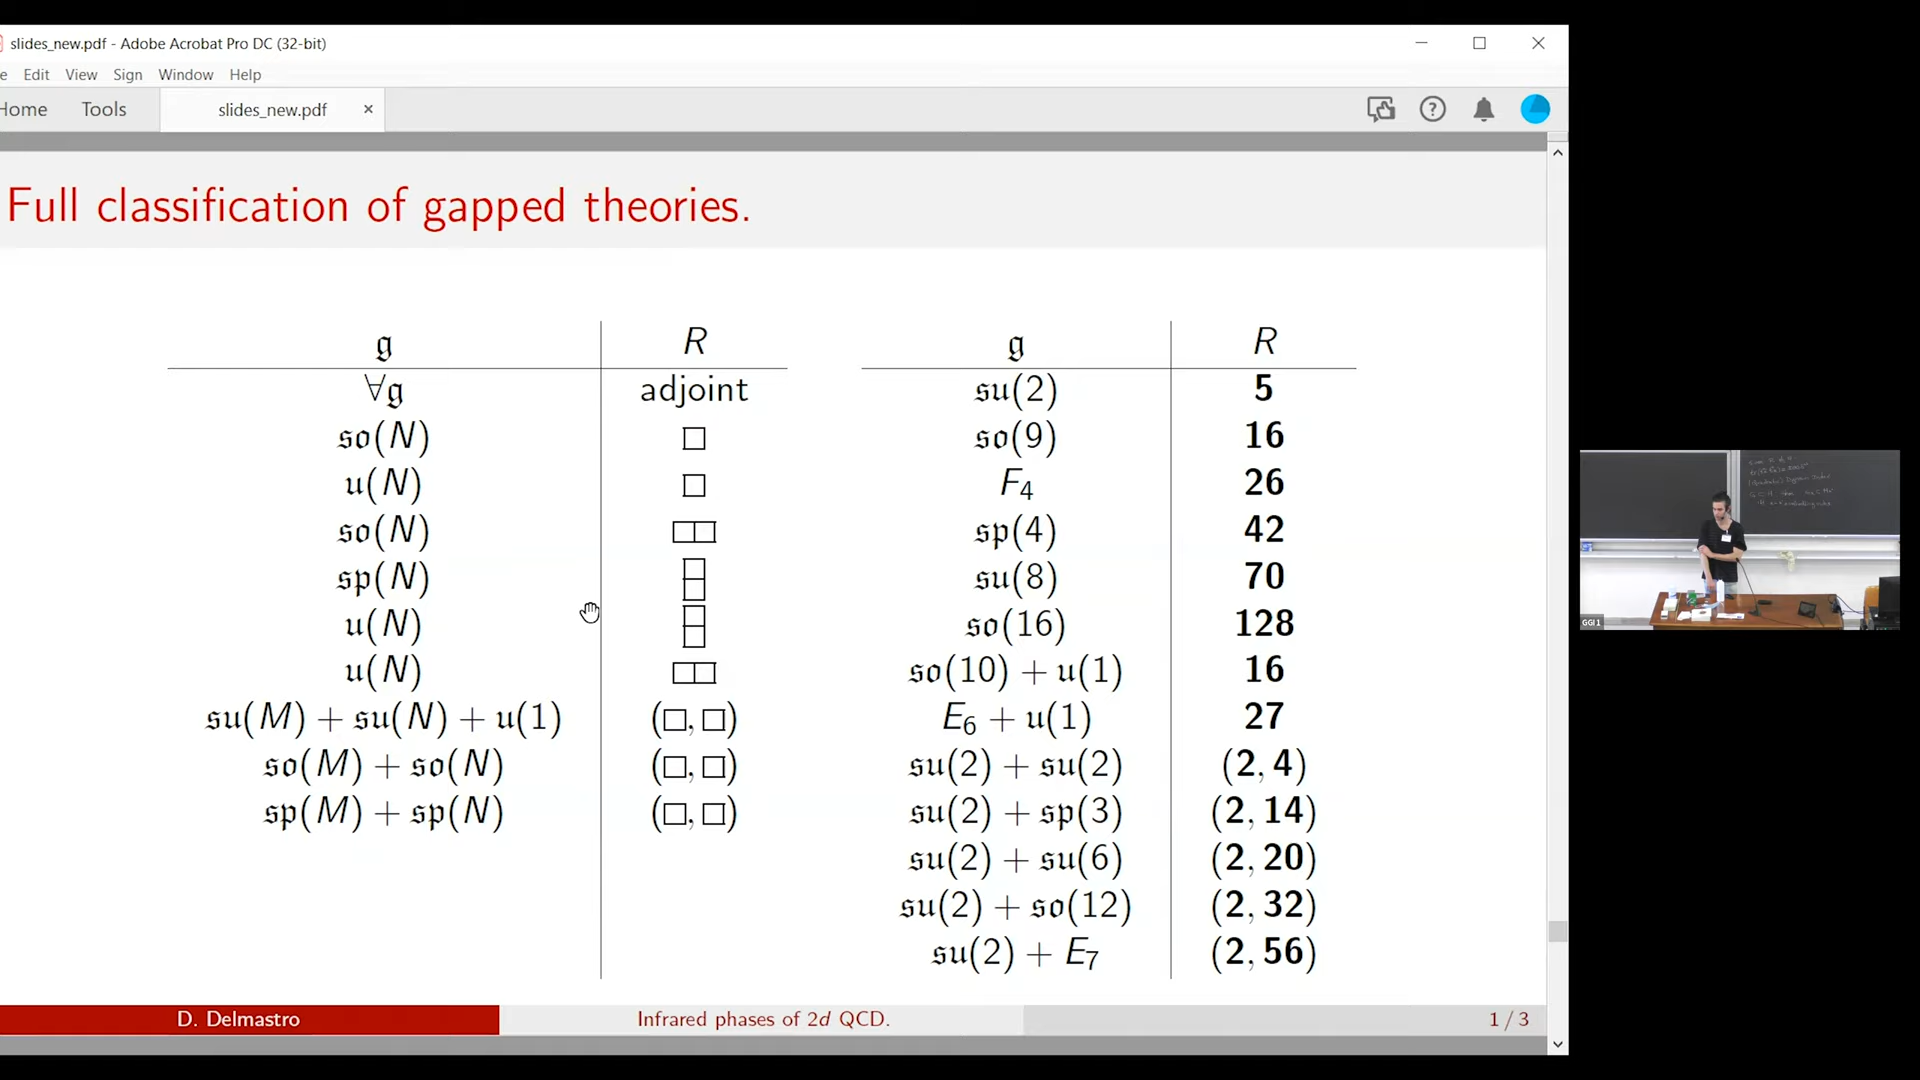 slides_new.pdf - Adobe Acrobat Pro DC (32-bit)
e Edit View Sign Window Help
Home Tools slides_new.pdf ×
Full classification of gapped theories.
𝔤 R 𝔤 R
∀𝔤 adjoint 𝔰𝔲(2) 5
𝔰𝔬(N) □ 𝔰𝔬(9) 16
𝔲(N) □ F₄ 26
𝔰𝔬(N) □□ 𝔰𝔭(4) 42
𝔰𝔭(N) 𝔰𝔲(8) 70
𝔲(N) 𝔰𝔬(16) 128
𝔲(N) □□ 𝔰𝔬(10) + 𝔲(1) 16
𝔰𝔲(M) + 𝔰𝔲(N) + 𝔲(1) (□, □) E₆ + 𝔲(1) 27
𝔰𝔬(M) + 𝔰𝔬(N) (□, □) 𝔰𝔲(2) + 𝔰𝔲(2) (2, 4)
𝔰𝔭(M) + 𝔰𝔭(N) (□, □) 𝔰𝔲(2) + 𝔰𝔭(3) (2, 14)
𝔰𝔲(2) + 𝔰𝔲(6) (2, 20)
𝔰𝔲(2) + 𝔰𝔬(12) (2, 32)
𝔰𝔲(2) + E₇ (2, 56)
D. Delmastro Infrared phases of 2d QCD. 1 / 3
GGI 1